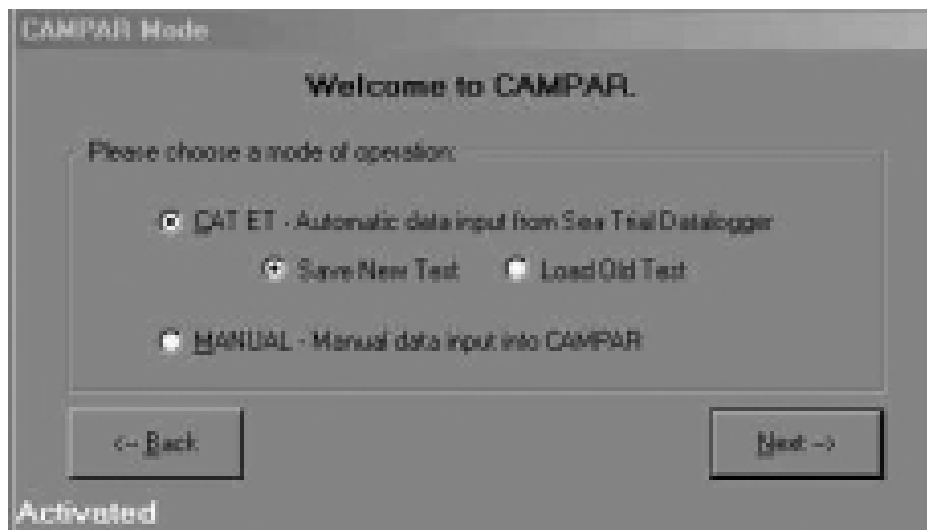 CAMPAR Mode
Welcome to CAMPAR.
Please choose a mode of operation:
CAT ET - Automatic data input from Sea Trial Datalogger
Save New Test Load Old Test
MANUAL - Manual data input into CAMPAR
<-- Back Next -->
Activated